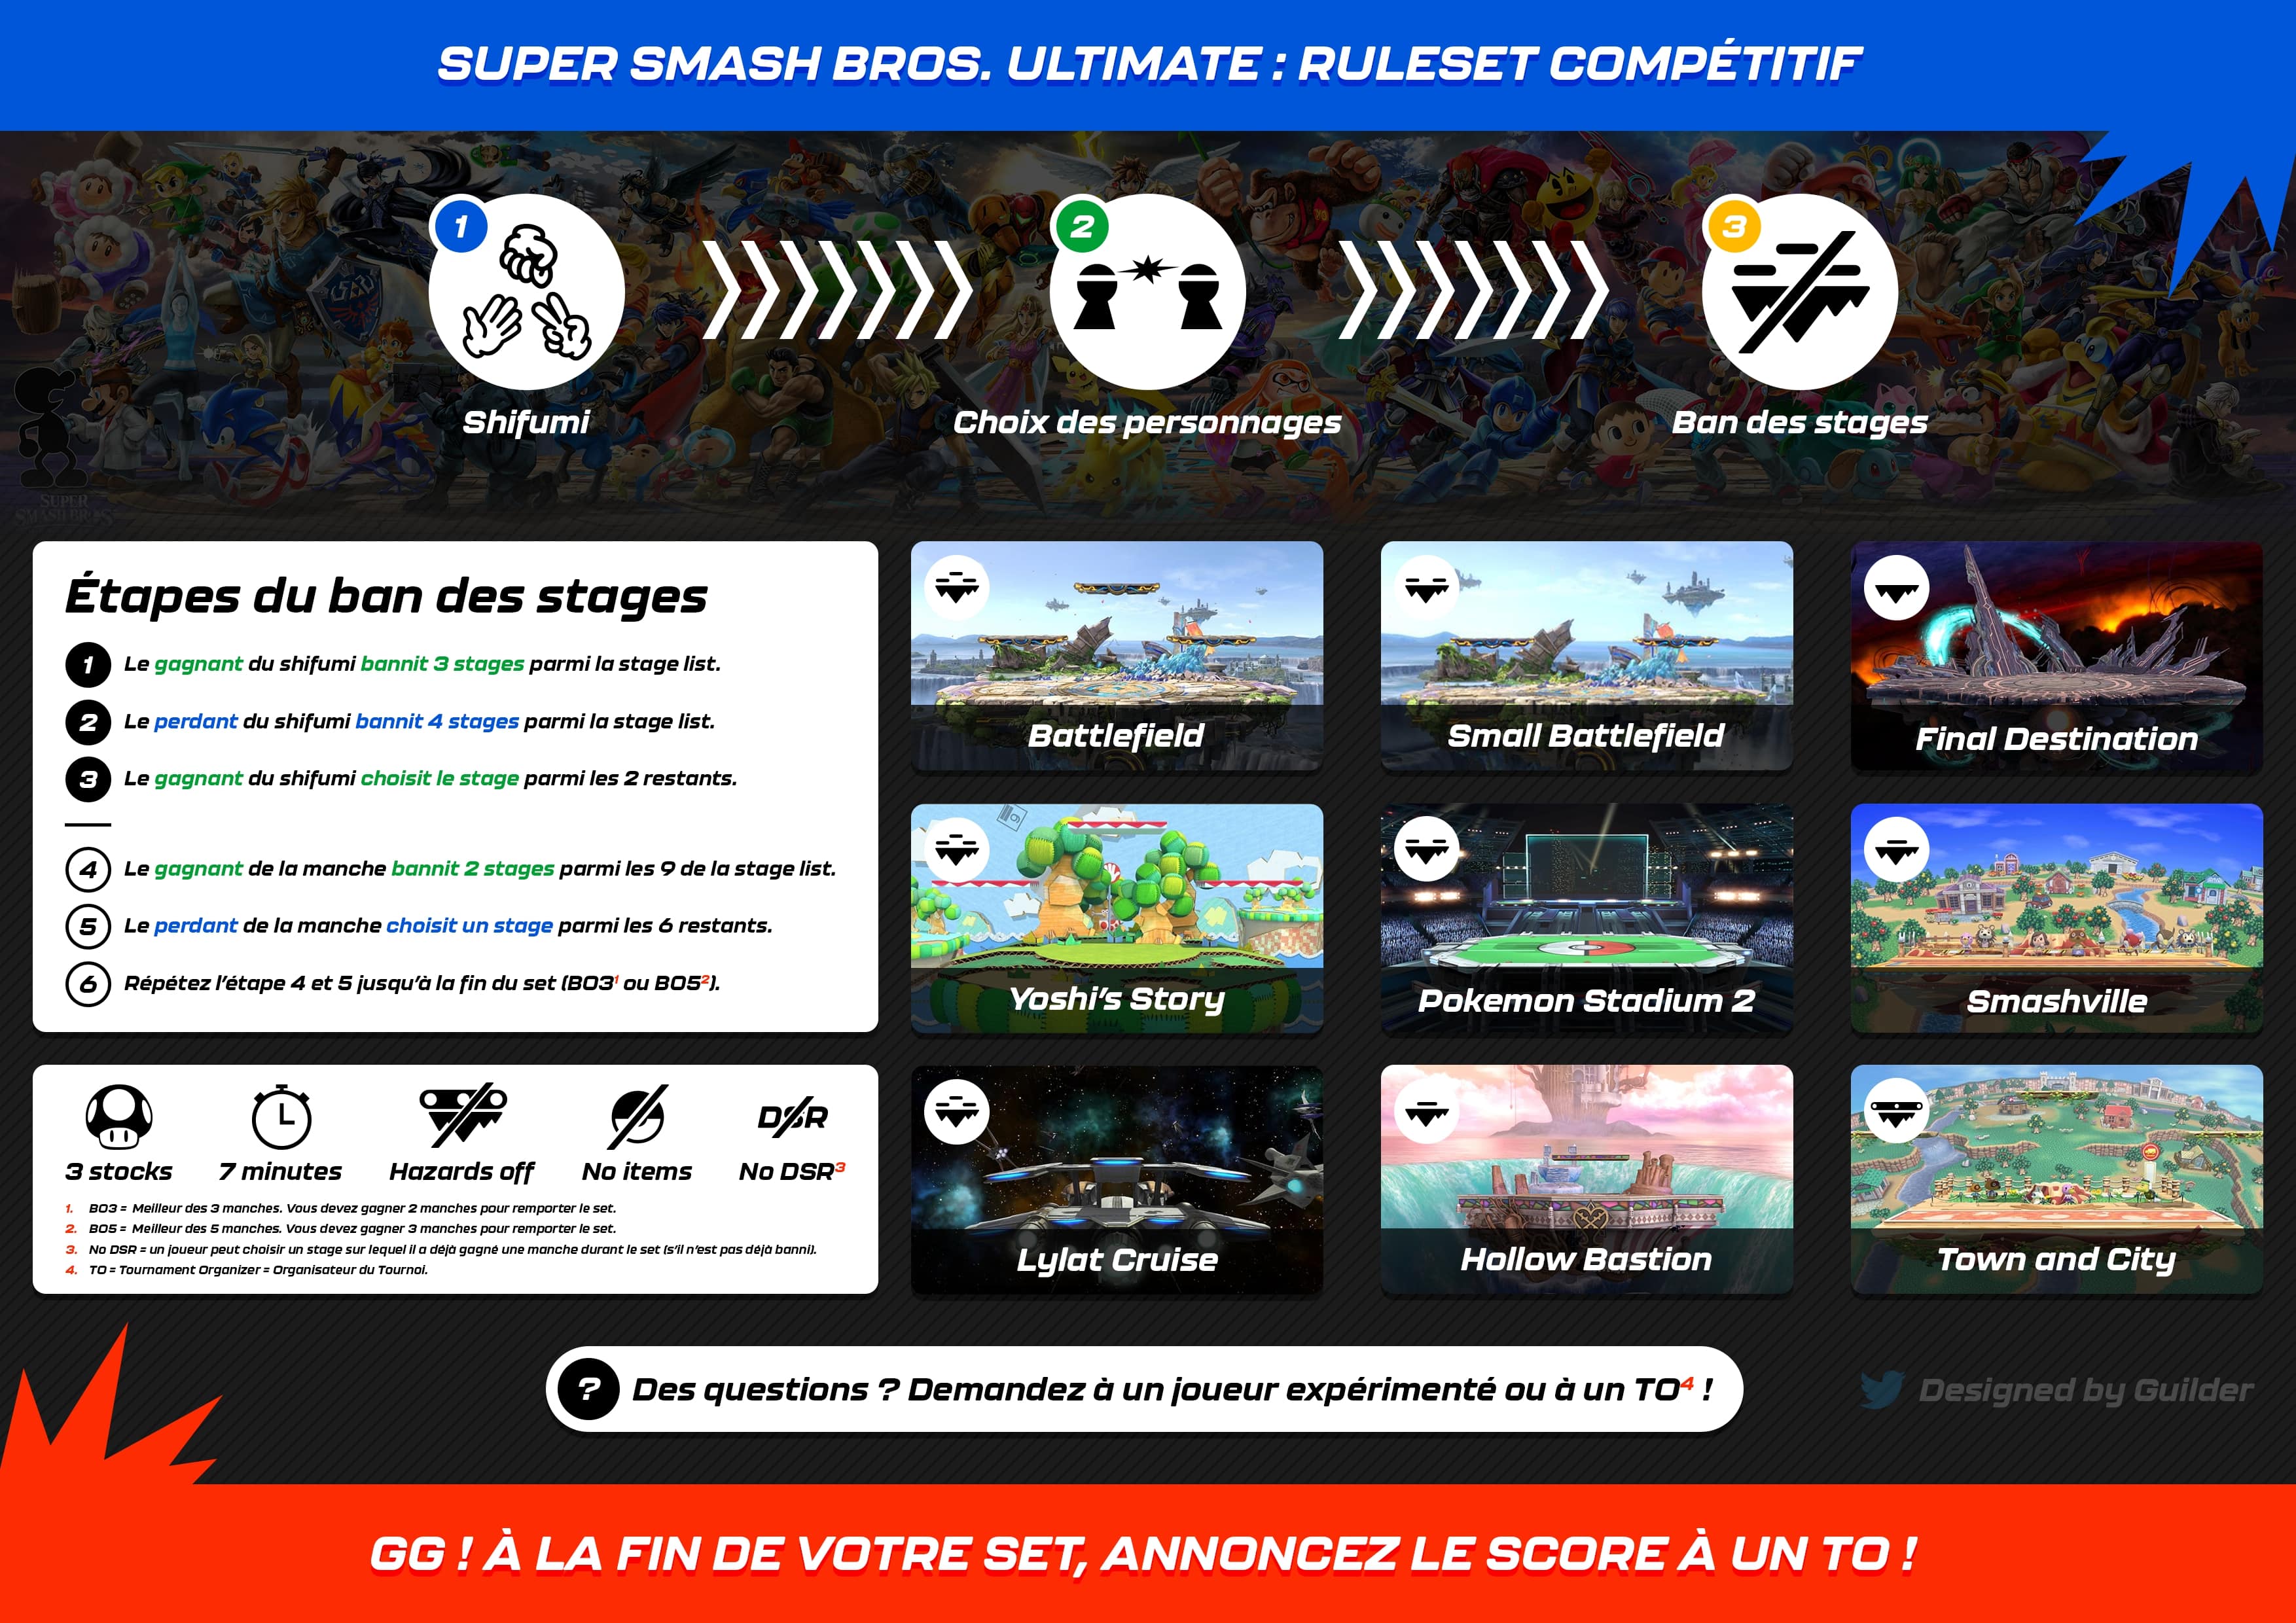 SUPER SMASH BROS. ULTIMATE : RULESET COMPÉTITIF
1
2
3
Shifumi
Choix des personnages
Ban des stages
SUPER
SMASH BROS
Étapes du ban des stages
1 Le gagnant du shifumi bannit 3 stages parmi la stage list.
2 Le perdant du shifumi bannit 4 stages parmi la stage list.
3 Le gagnant du shifumi choisit le stage parmi les 2 restants.
4 Le gagnant de la manche bannit 2 stages parmi les 9 de la stage list.
5 Le perdant de la manche choisit un stage parmi les 6 restants.
6 Répétez l'étape 4 et 5 jusqu'à la fin du set (BO3¹ ou BO5²).
DSR
3 stocks
7 minutes
Hazards off
No items
No DSR³
1. BO3 = Meilleur des 3 manches. Vous devez gagner 2 manches pour remporter le set.
2. BO5 = Meilleur des 5 manches. Vous devez gagner 3 manches pour remporter le set.
3. No DSR = un joueur peut choisir un stage sur lequel il a déjà gagné une manche durant le set (s'il n'est pas déjà banni).
4. TO = Tournament Organizer = Organisateur du Tournoi.
Battlefield
Small Battlefield
Final Destination
Yoshi's Story
Pokemon Stadium 2
Smashville
Lylat Cruise
Hollow Bastion
Town and City
? Des questions ? Demandez à un joueur expérimenté ou à un TO⁴ !
Designed by Guilder
GG ! À LA FIN DE VOTRE SET, ANNONCEZ LE SCORE À UN TO !